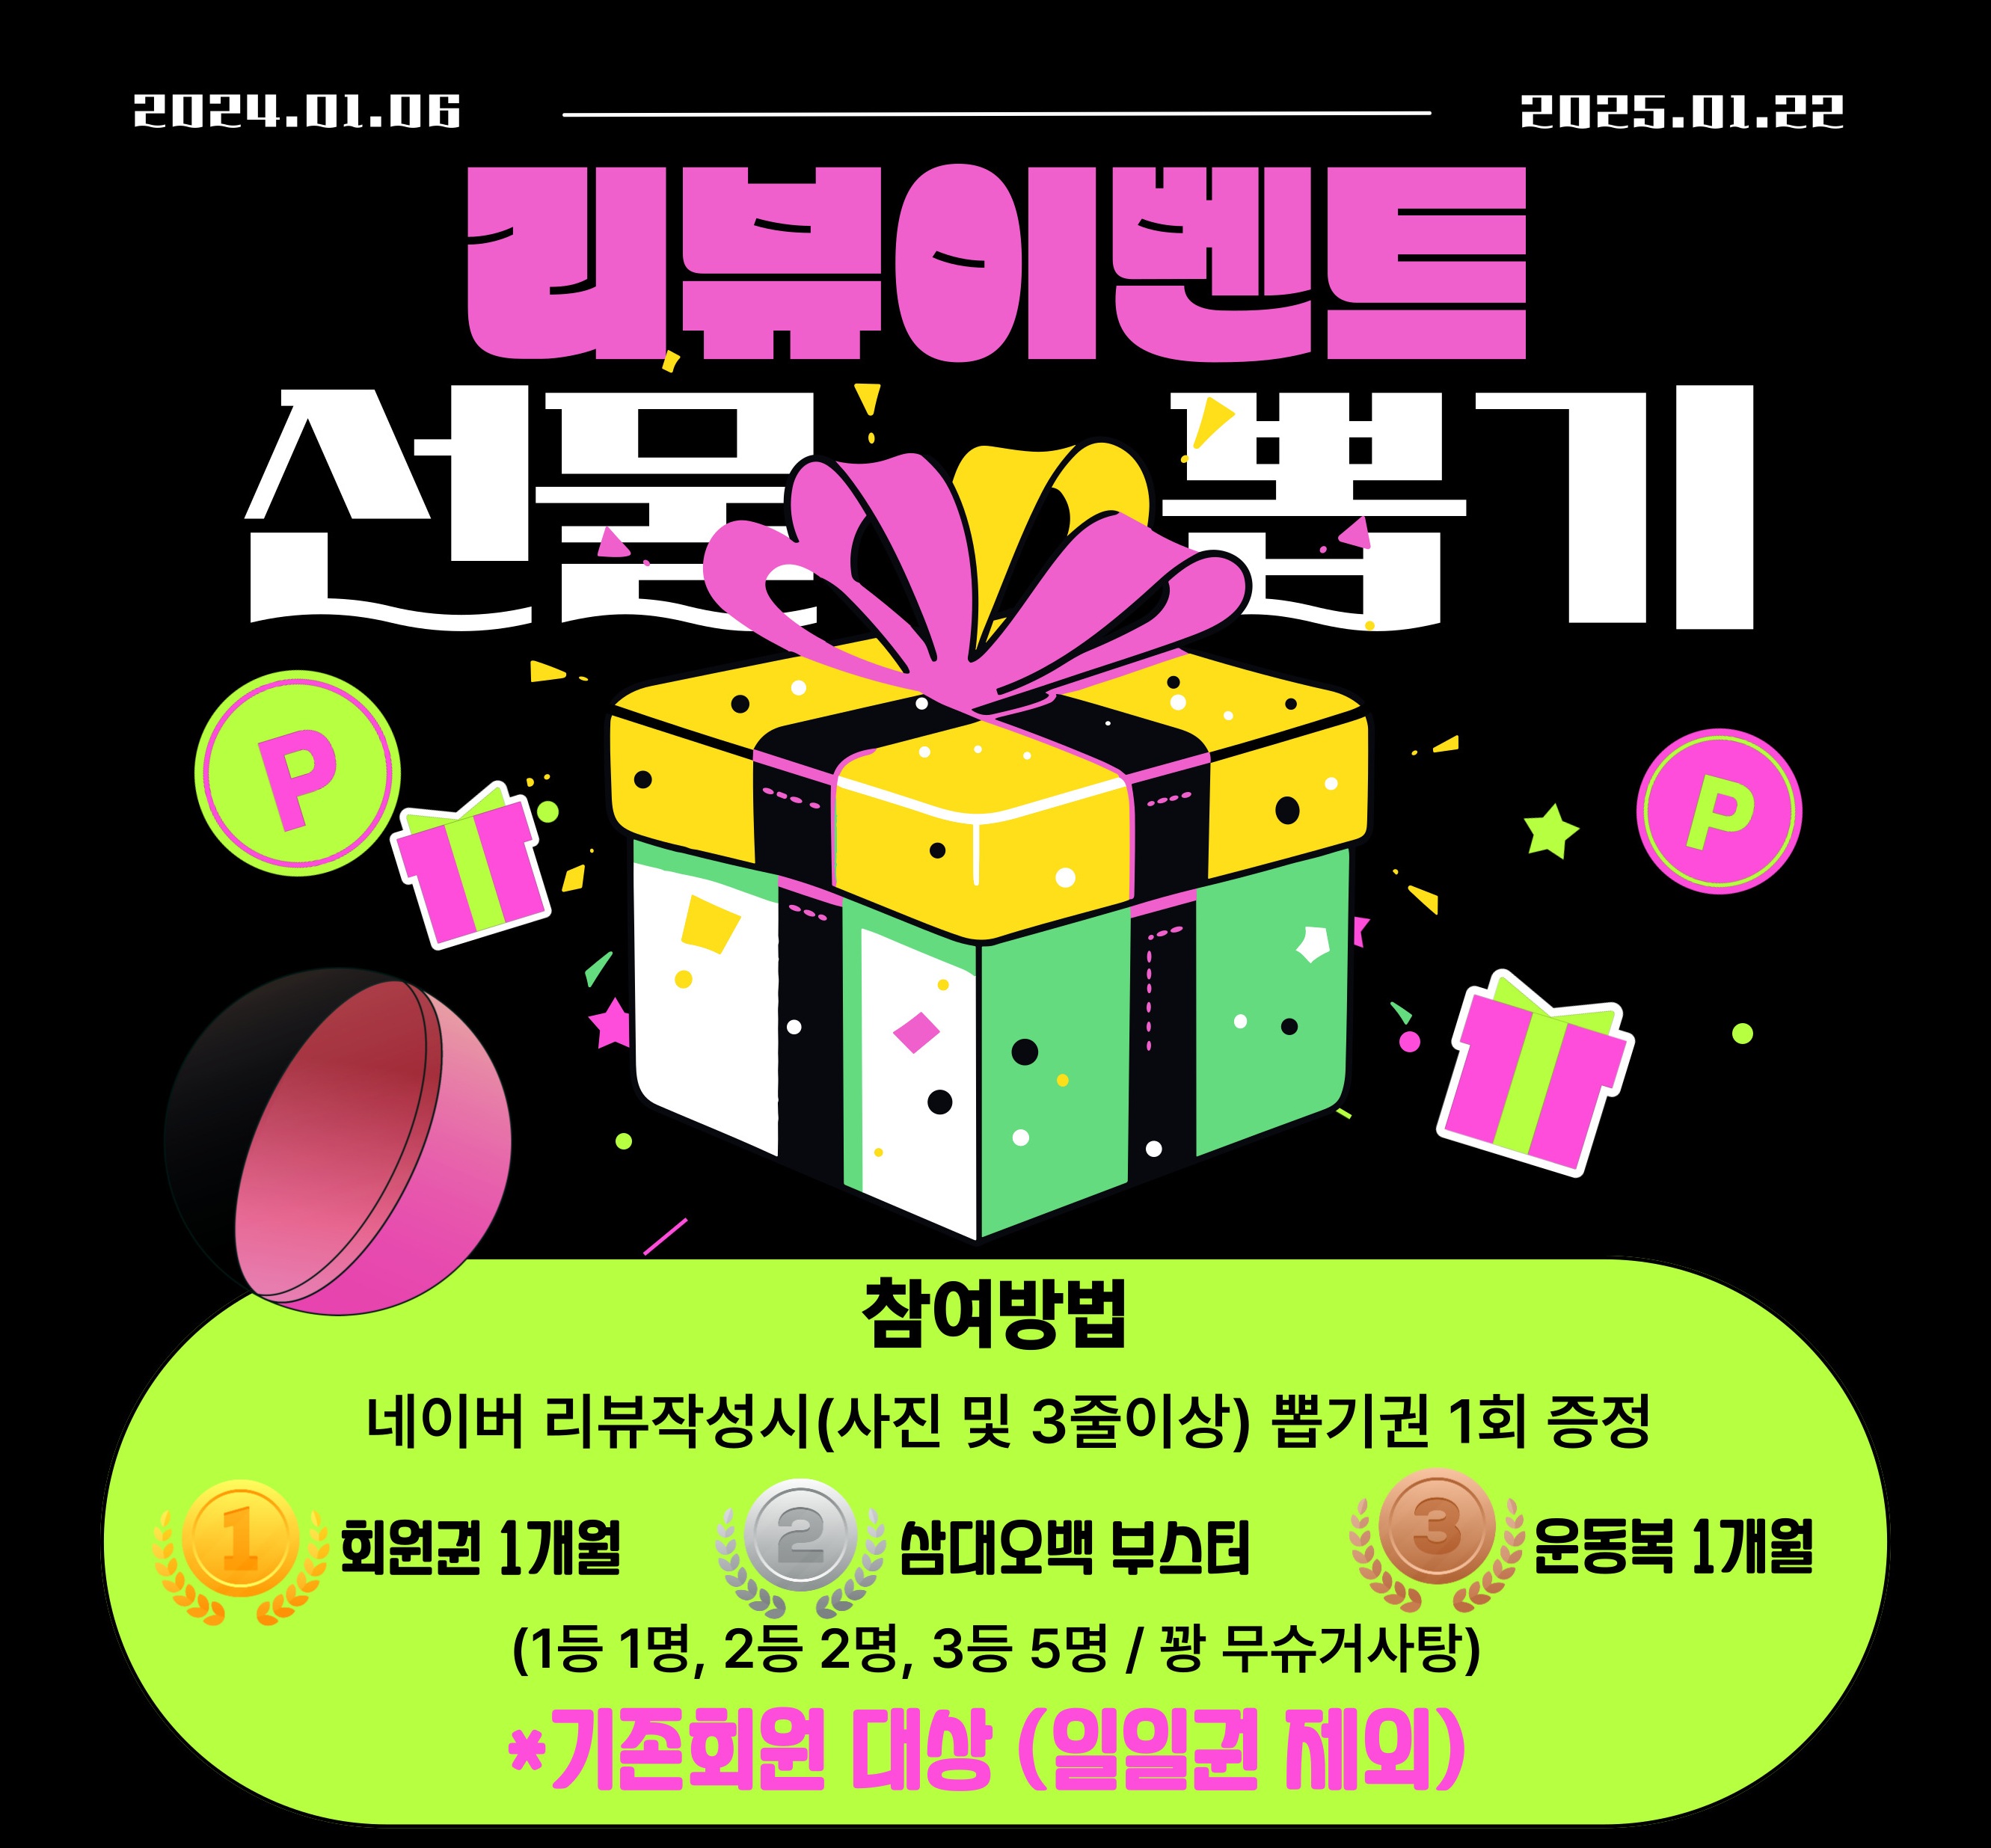 2024.01.06 2025.01.22
리뷰이벤트
선물 뽑기
P
P
참여방법
네이버 리뷰작성시(사진 및 3줄이상) 뽑기권 1회 증정
1 회원권 1개월 2 삼대오백 부스터 3 운동복 1개월
(1등 1명, 2등 2명, 3등 5명 / 꽝 무슈거사탕)
*기존회원 대상 (일일권 제외)